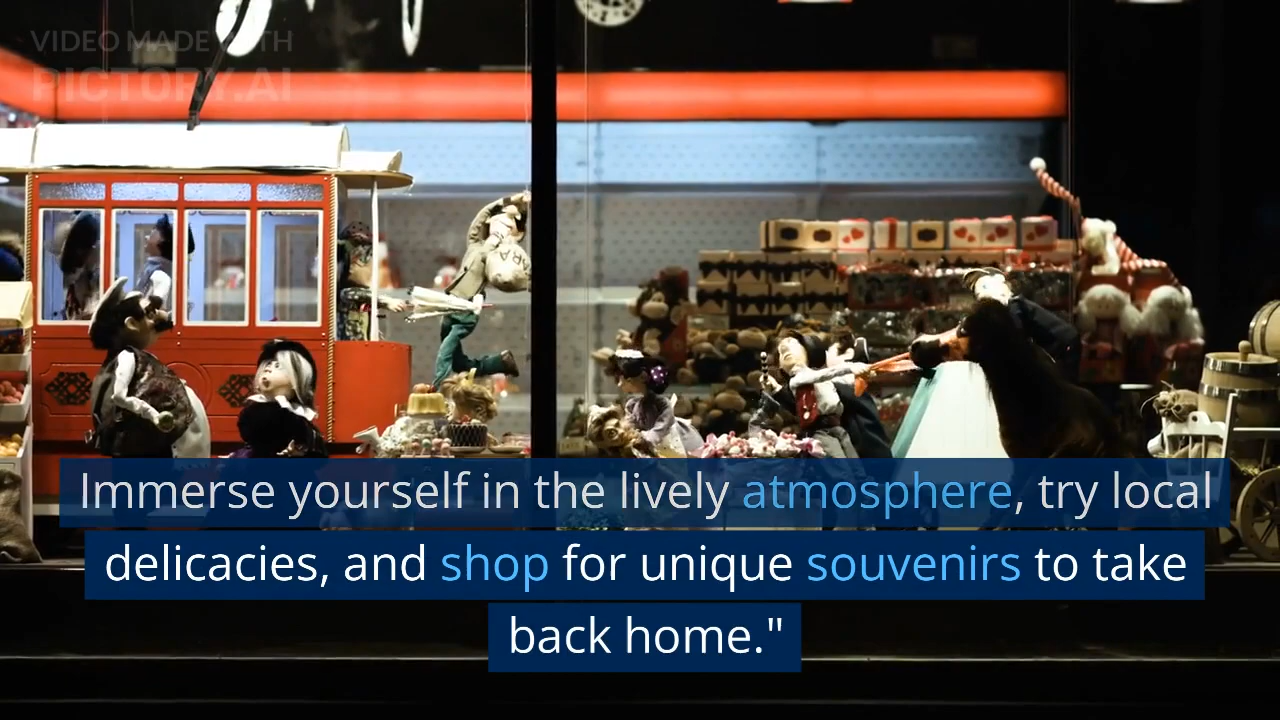 VIDEO MADE WITH
PICTORY.AI
Immerse yourself in the lively atmosphere, try local
delicacies, and shop for unique souvenirs to take
back home."